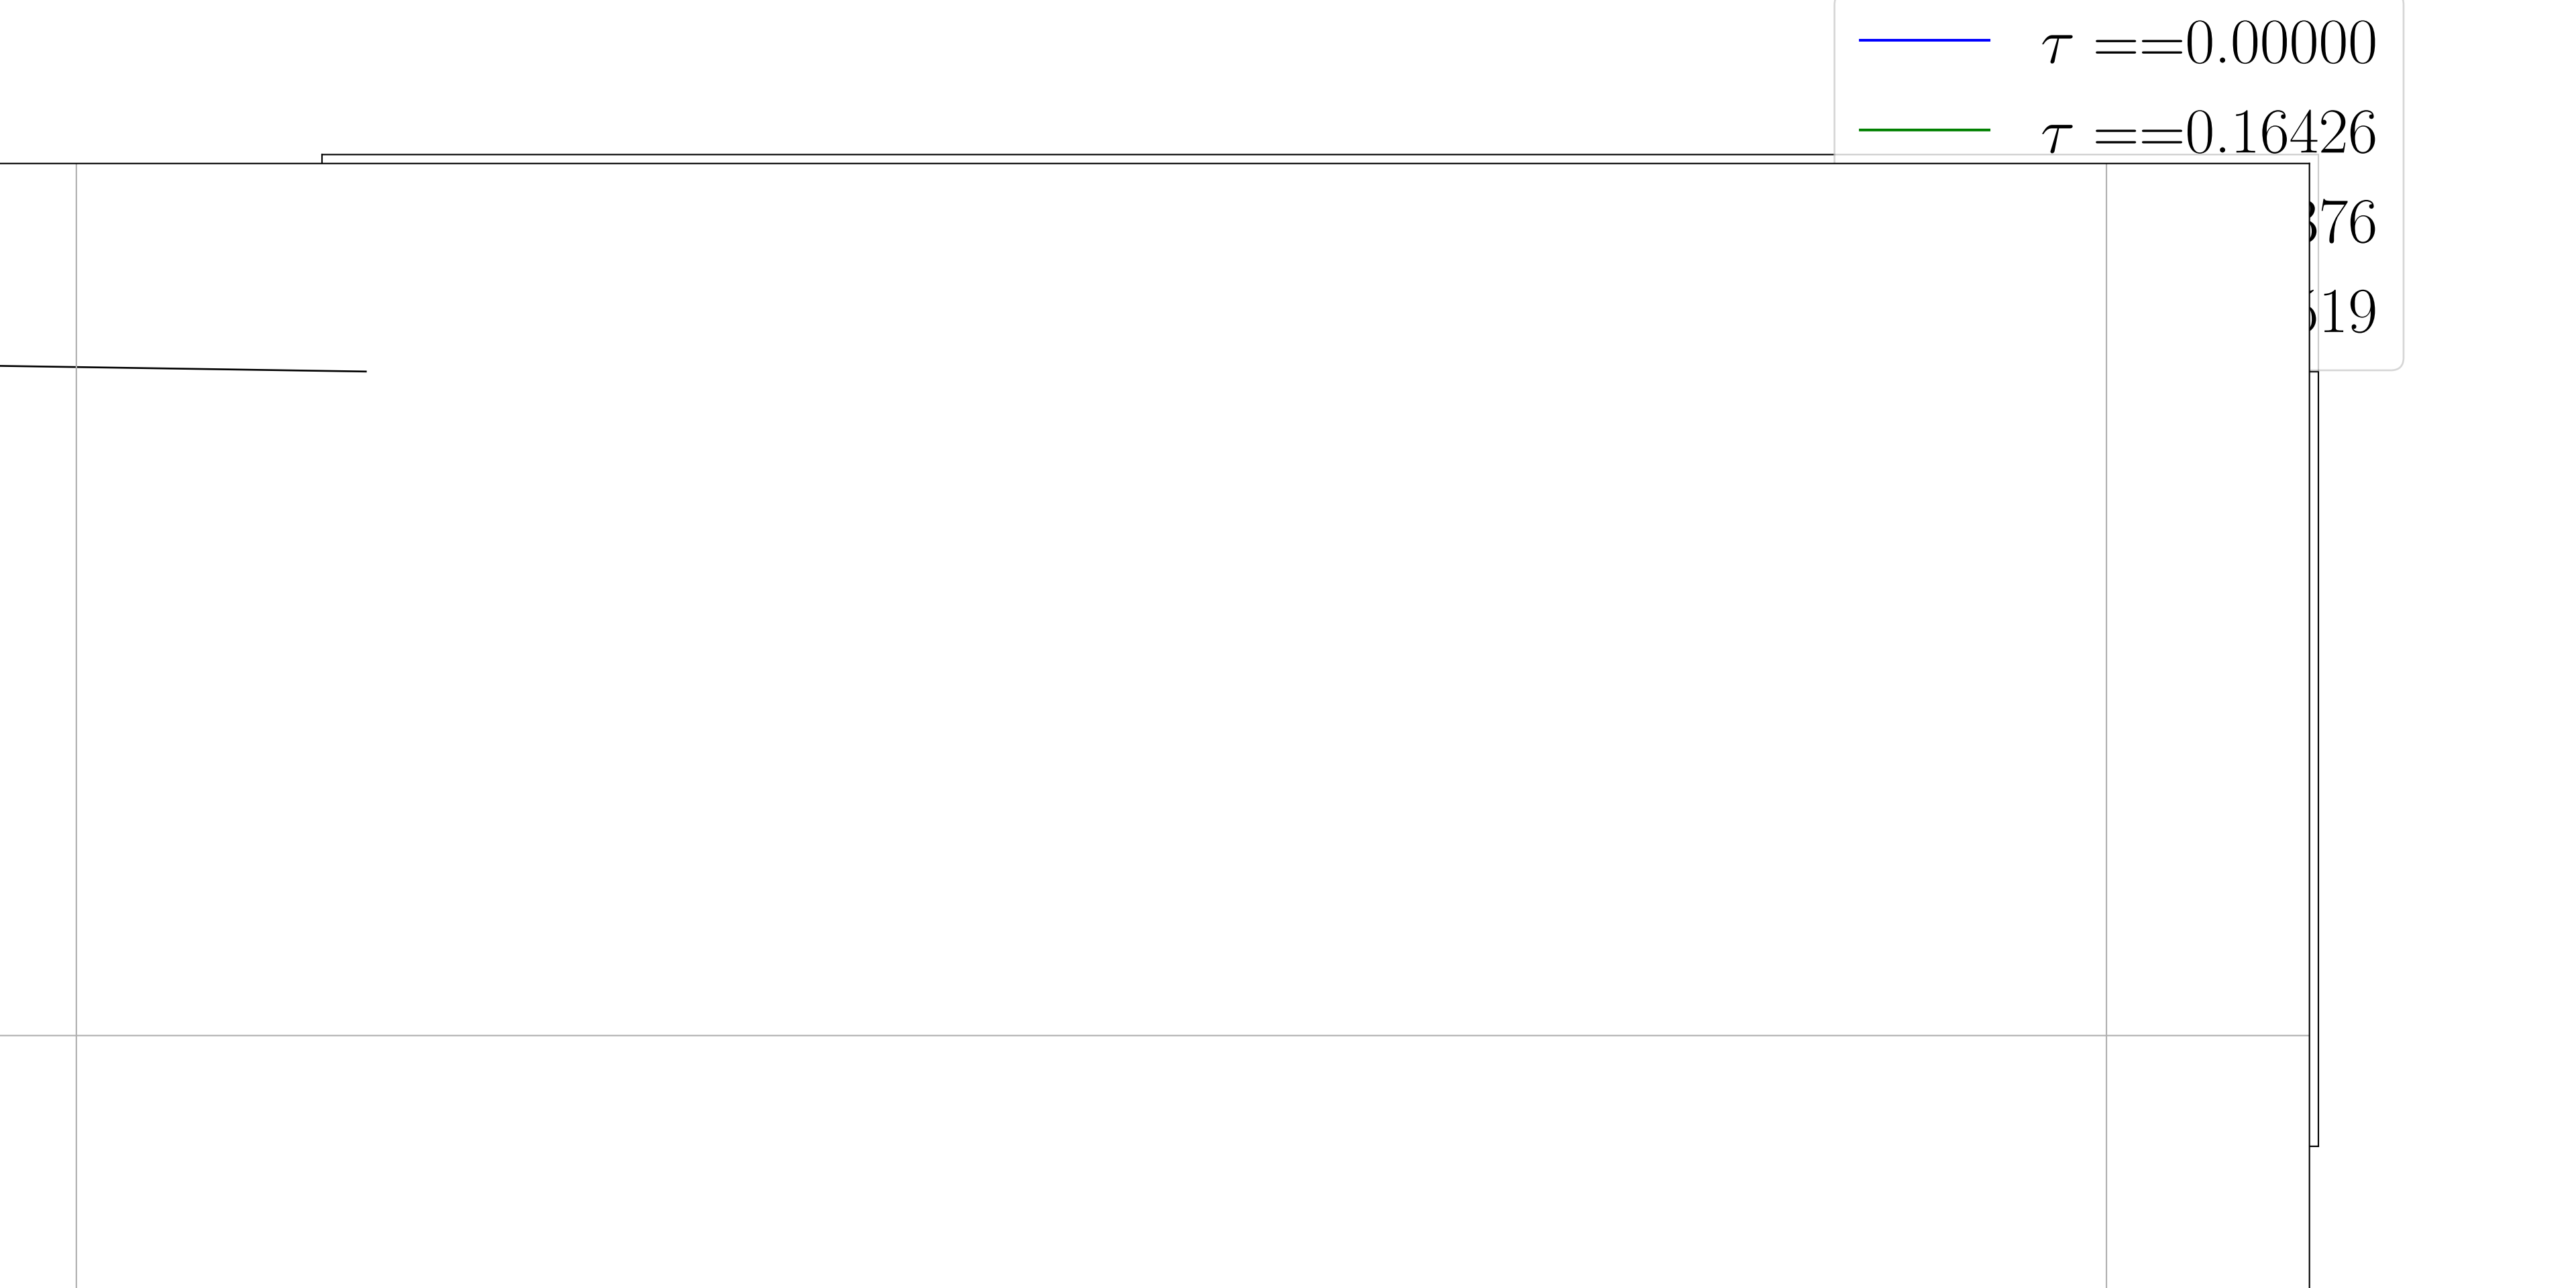 τ ==0.00000
τ ==0.16426
376
519